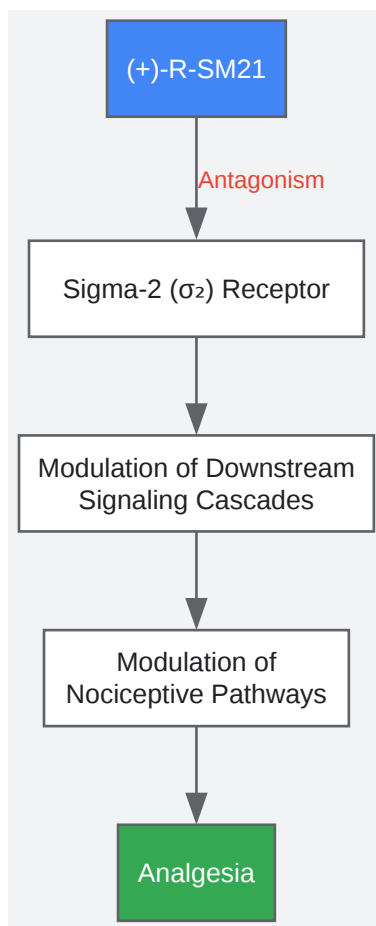 (+)-R-SM21
Antagonism
Sigma-2 (σ₂) Receptor
Modulation of Downstream
Signaling Cascades
Modulation of
Nociceptive Pathways
Analgesia